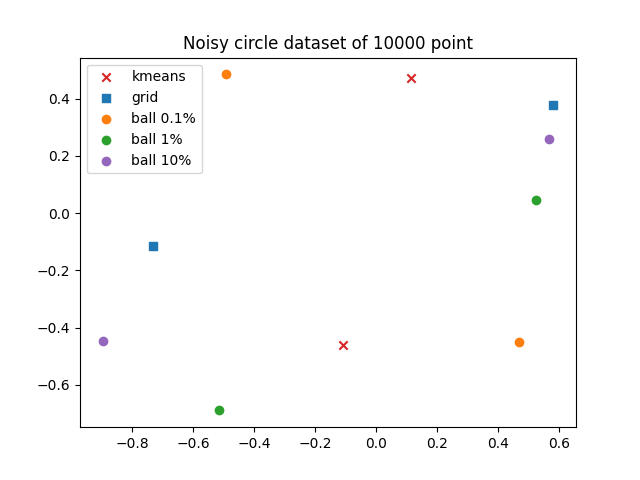 Noisy circle dataset of 10000 point
kmeans
grid
ball 0.1%
ball 1%
ball 10%
0.4
0.2
0.0
−0.2
−0.4
−0.6
−0.8 −0.6 −0.4 −0.2 0.0 0.2 0.4 0.6